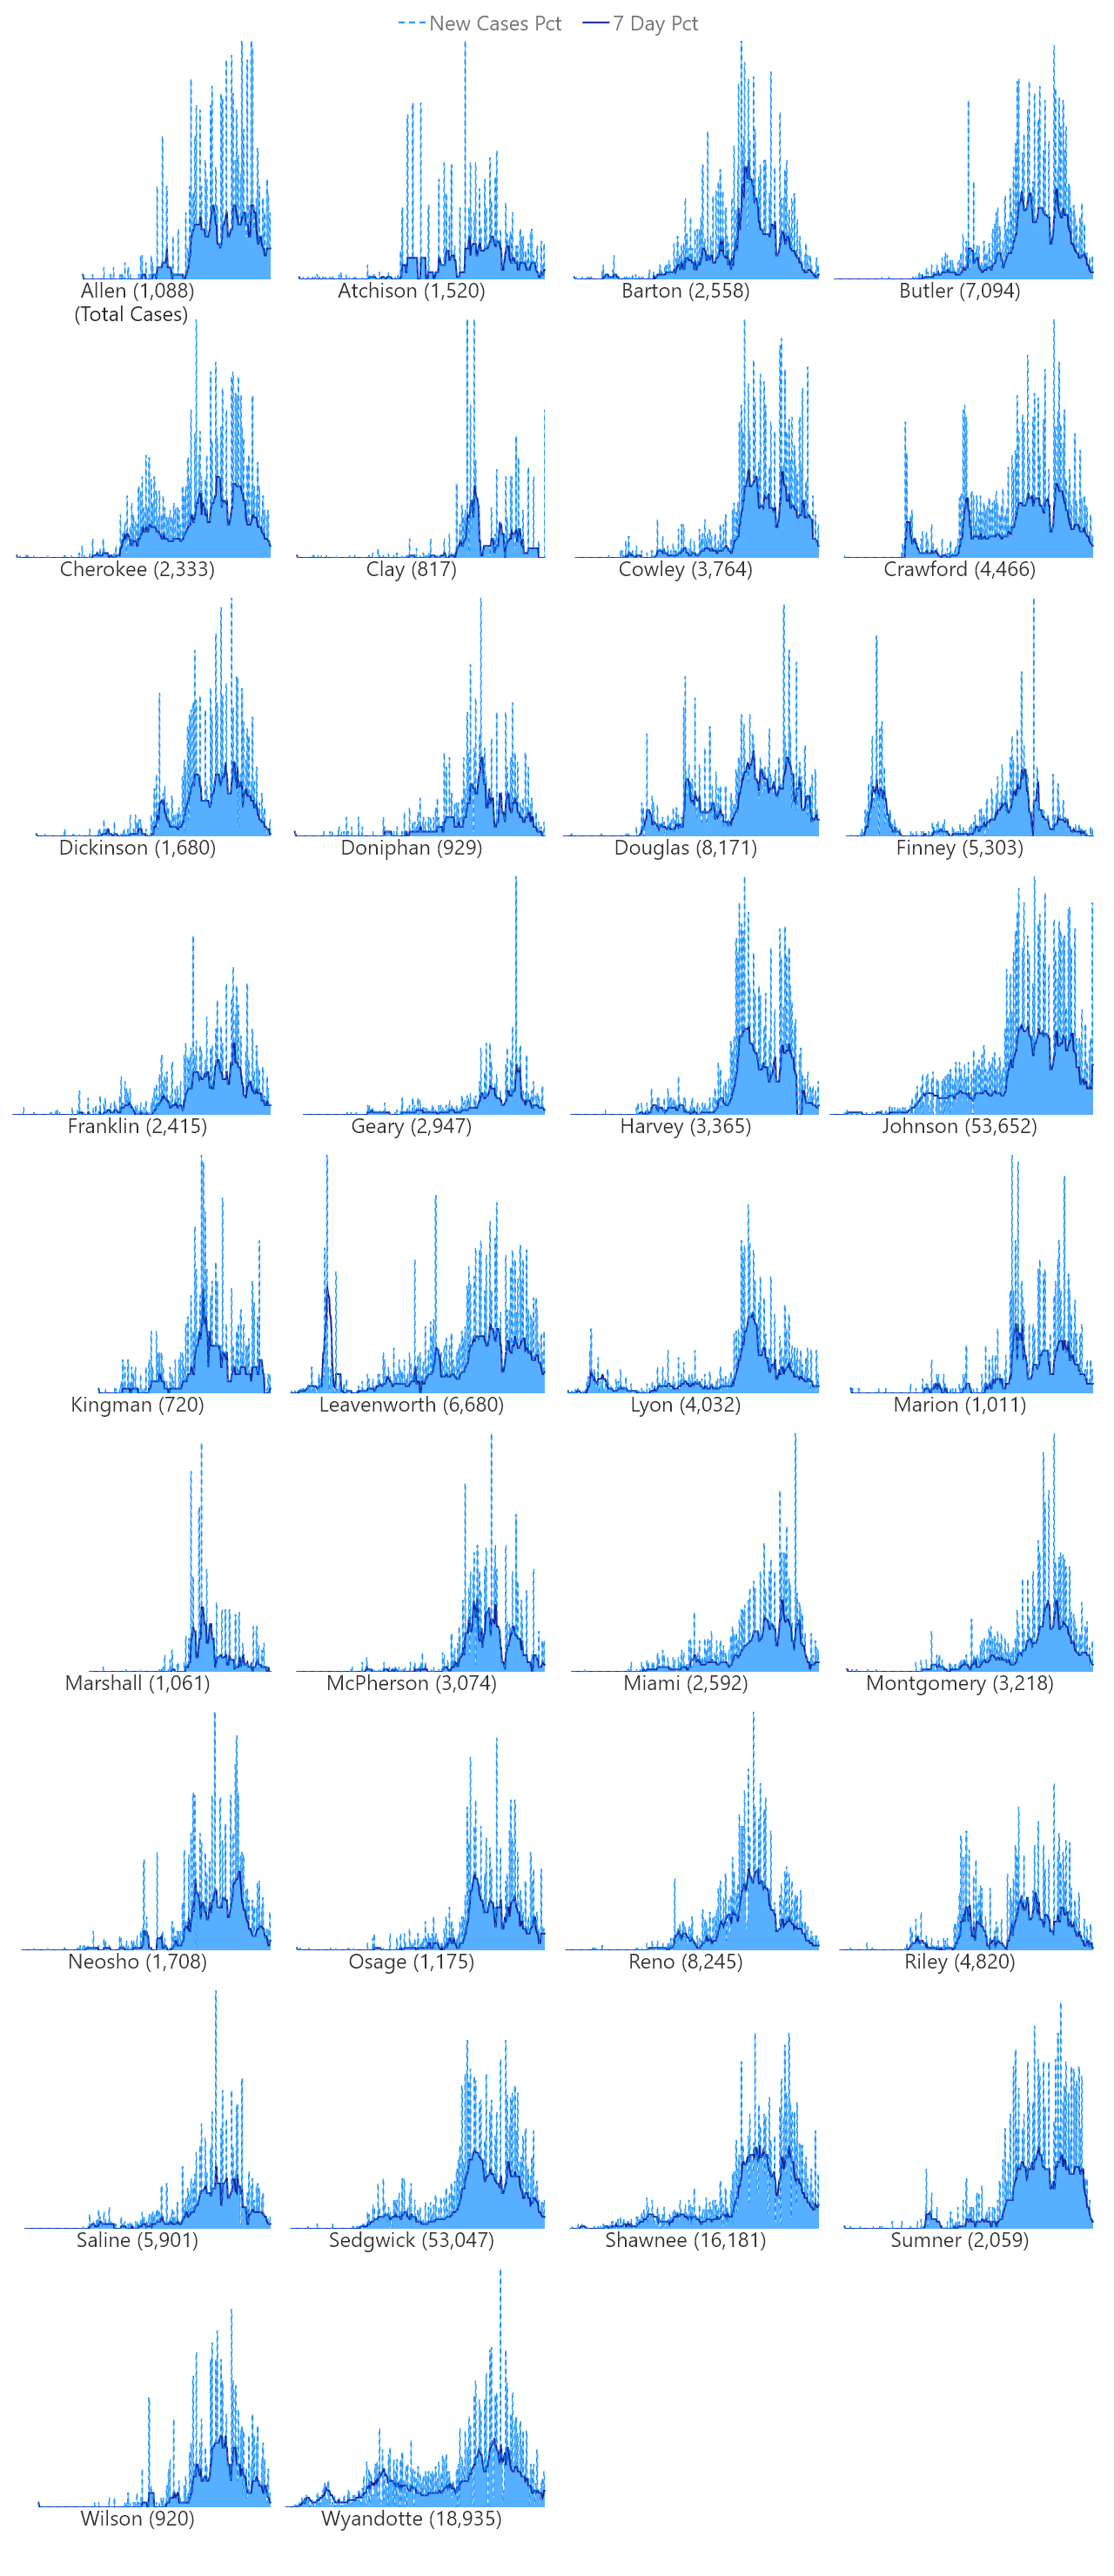 New Cases Pct 7 Day Pct
Allen (1,088) Atchison (1,520) Barton (2,558) Butler (7,094)
(Total Cases)
Cherokee (2,333) Clay (817) Cowley (3,764) Crawford (4,466)
Dickinson (1,680) Doniphan (929) Douglas (8,171) Finney (5,303)
Franklin (2,415) Geary (2,947) Harvey (3,365) Johnson (53,652)
Kingman (720) Leavenworth (6,680) Lyon (4,032) Marion (1,011)
Marshall (1,061) McPherson (3,074) Miami (2,592) Montgomery (3,218)
Neosho (1,708) Osage (1,175) Reno (8,245) Riley (4,820)
Saline (5,901) Sedgwick (53,047) Shawnee (16,181) Sumner (2,059)
Wilson (920) Wyandotte (18,935)